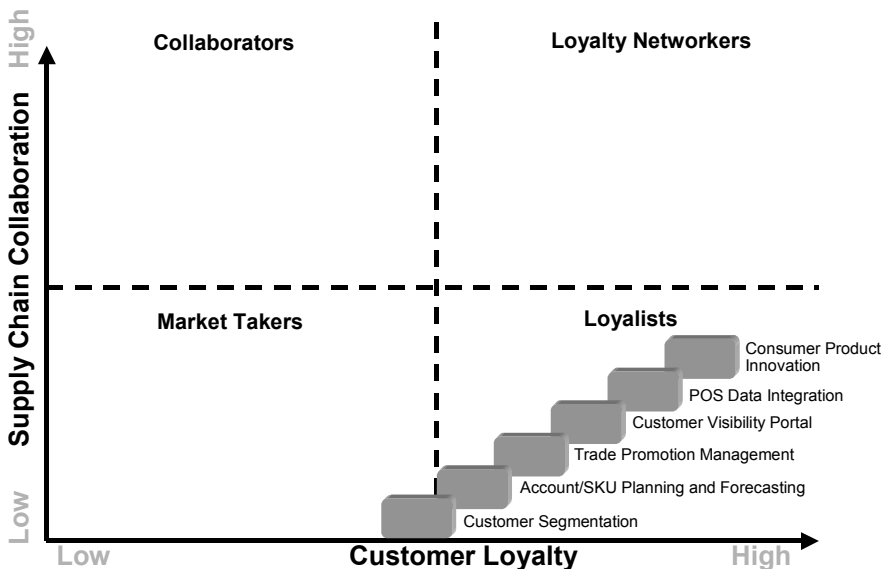 High
Collaborators
Loyalty Networkers
Supply Chain Collaboration
Market Takers
Loyalists
Consumer Product
Innovation
POS Data Integration
Customer Visibility Portal
Trade Promotion Management
Account/SKU Planning and Forecasting
Customer Segmentation
Low
Low
Customer Loyalty
High